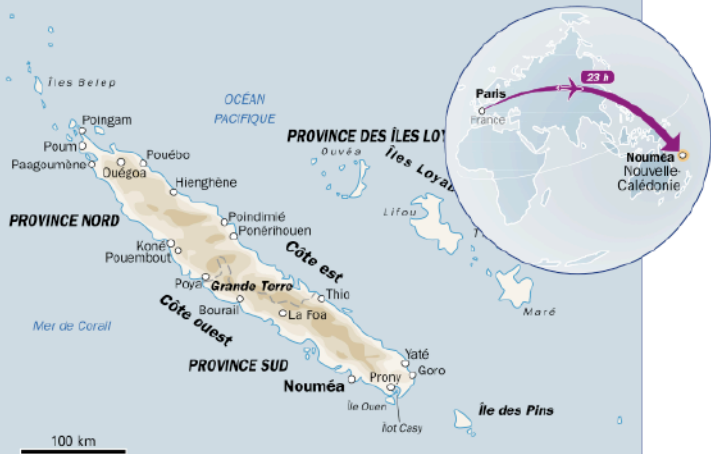 Îles Belep
OCÉAN
PACIFIQUE
Poingam
Poum
Paagoumène
Ouégoa
Pouébo
Hienghène
PROVINCE DES ÎLES LOY
Ouvéa
Îles Loyau
Lifou
Maré
PROVINCE NORD
Poindimié
Ponérihouen
Koné
Pouembout
Côte est
Poya
Grande Terre
Thio
Bourail
La Foa
Côte ouest
Mer de Corail
PROVINCE SUD
Nouméa
Yaté
Prony
Goro
Île Ouen
Îlot Casy
Île des Pins
100 km
23 h
Paris
France
Nouméa
Nouvelle-
Calédonie